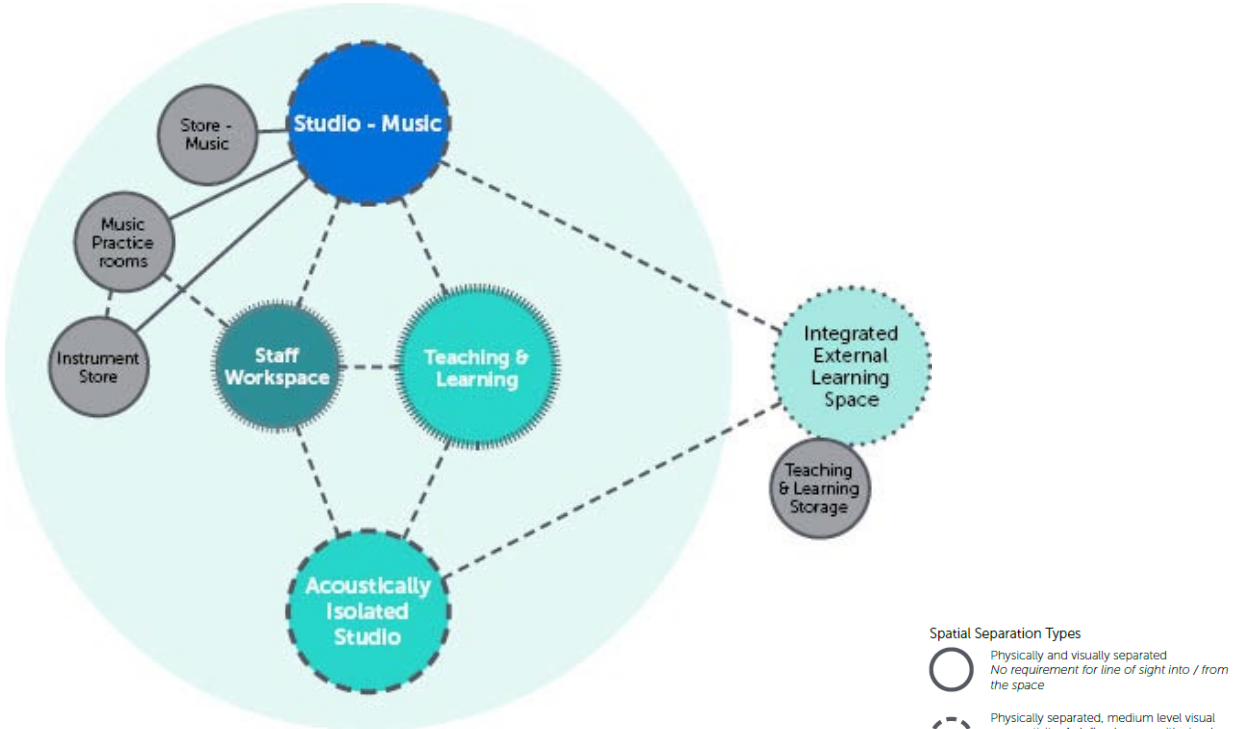 Studio - Music
Store -
Music
Music
Practice
rooms
Instrument
Store
Staff
Workspace
Teaching &
Learning
Integrated
External
Learning
Space
Teaching
& Learning
Storage
Acoustically
Isolated
Studio
Spatial Separation Types
Physically and visually separated
No requirement for line of sight into / from
the space
Physically separated, medium level visual